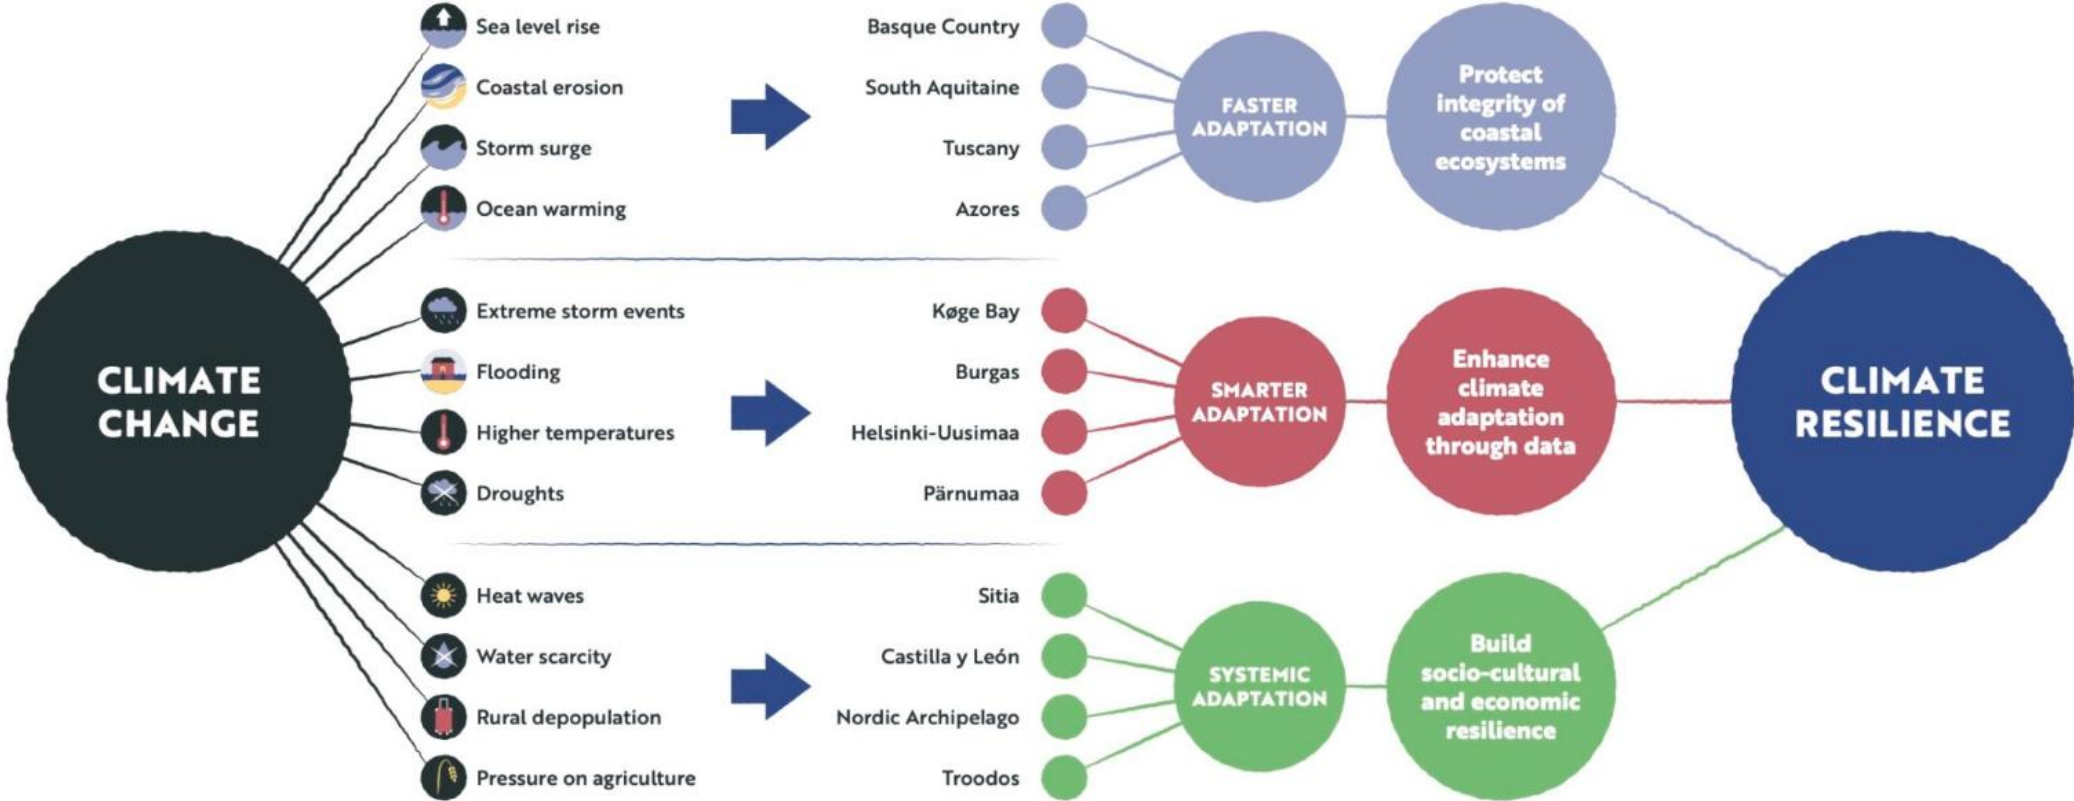 CLIMATE
CHANGE
Sea level rise
Coastal erosion
Storm surge
Ocean warming
Extreme storm events
Flooding
Higher temperatures
Droughts
Heat waves
Water scarcity
Rural depopulation
Pressure on agriculture
Basque Country
South Aquitaine
Tuscany
Azores
Køge Bay
Burgas
Helsinki-Uusimaa
Pärnumaa
Sitia
Castilla y León
Nordic Archipelago
Troodos
FASTER
ADAPTATION
SMARTER
ADAPTATION
SYSTEMIC
ADAPTATION
Protect
integrity of
coastal
ecosystems
Enhance
climate
adaptation
through data
Build
socio-cultural
and economic
resilience
CLIMATE
RESILIENCE